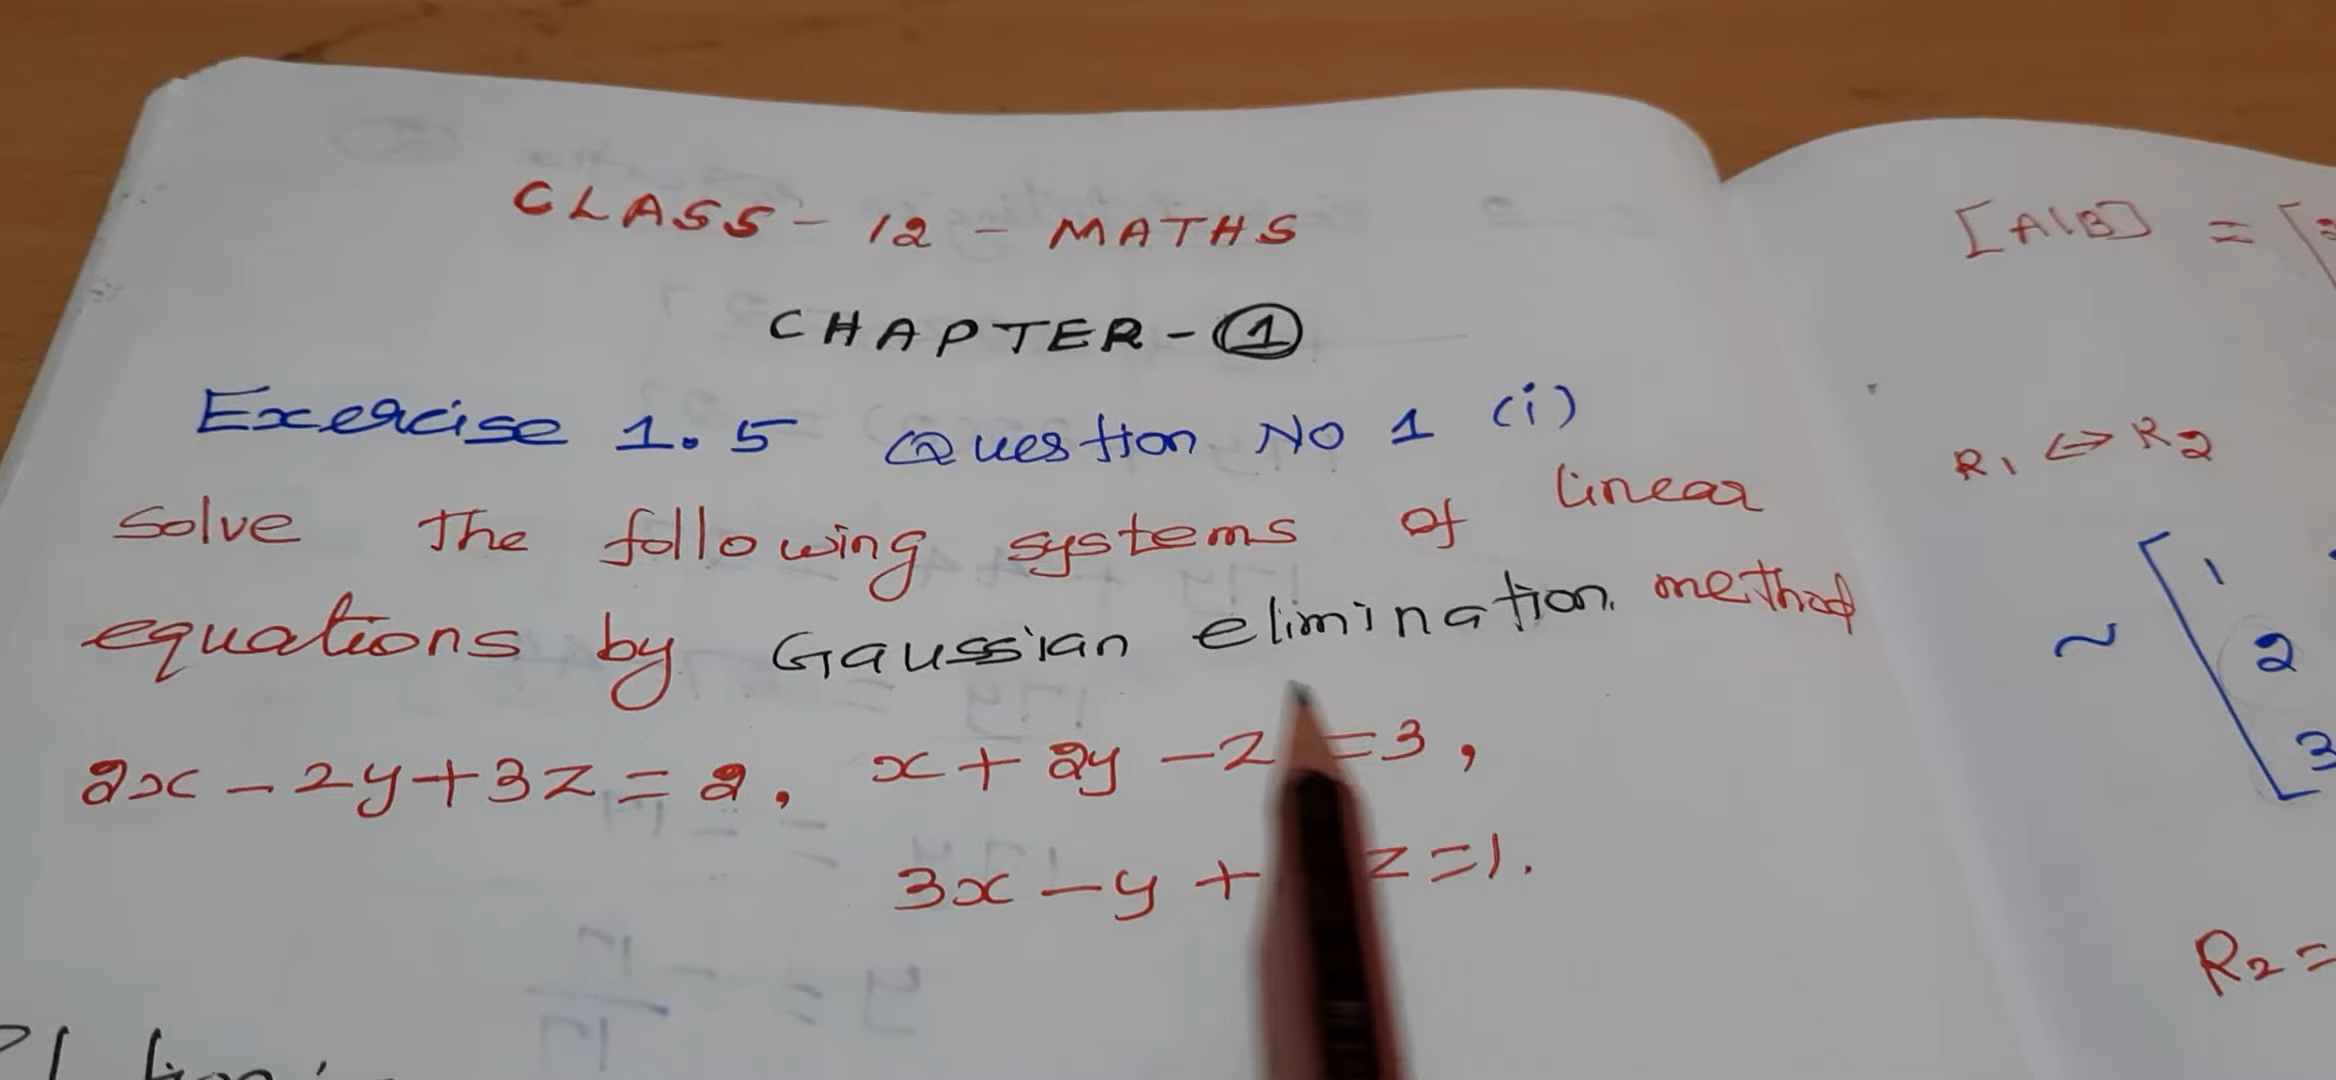 CLASS - 12 - MATHS
CHAPTER - 1
Exercise 1.5 Question No 1 (i)
Solve The following systems of linear
equations by Gaussian elimination method
2x - 2y + 3z = 2, x + 2y - z = 3,
3x - y + z = 1.
[A|B] = [
R1 ⇔ R2
~ [ 1
2
3
R2 =